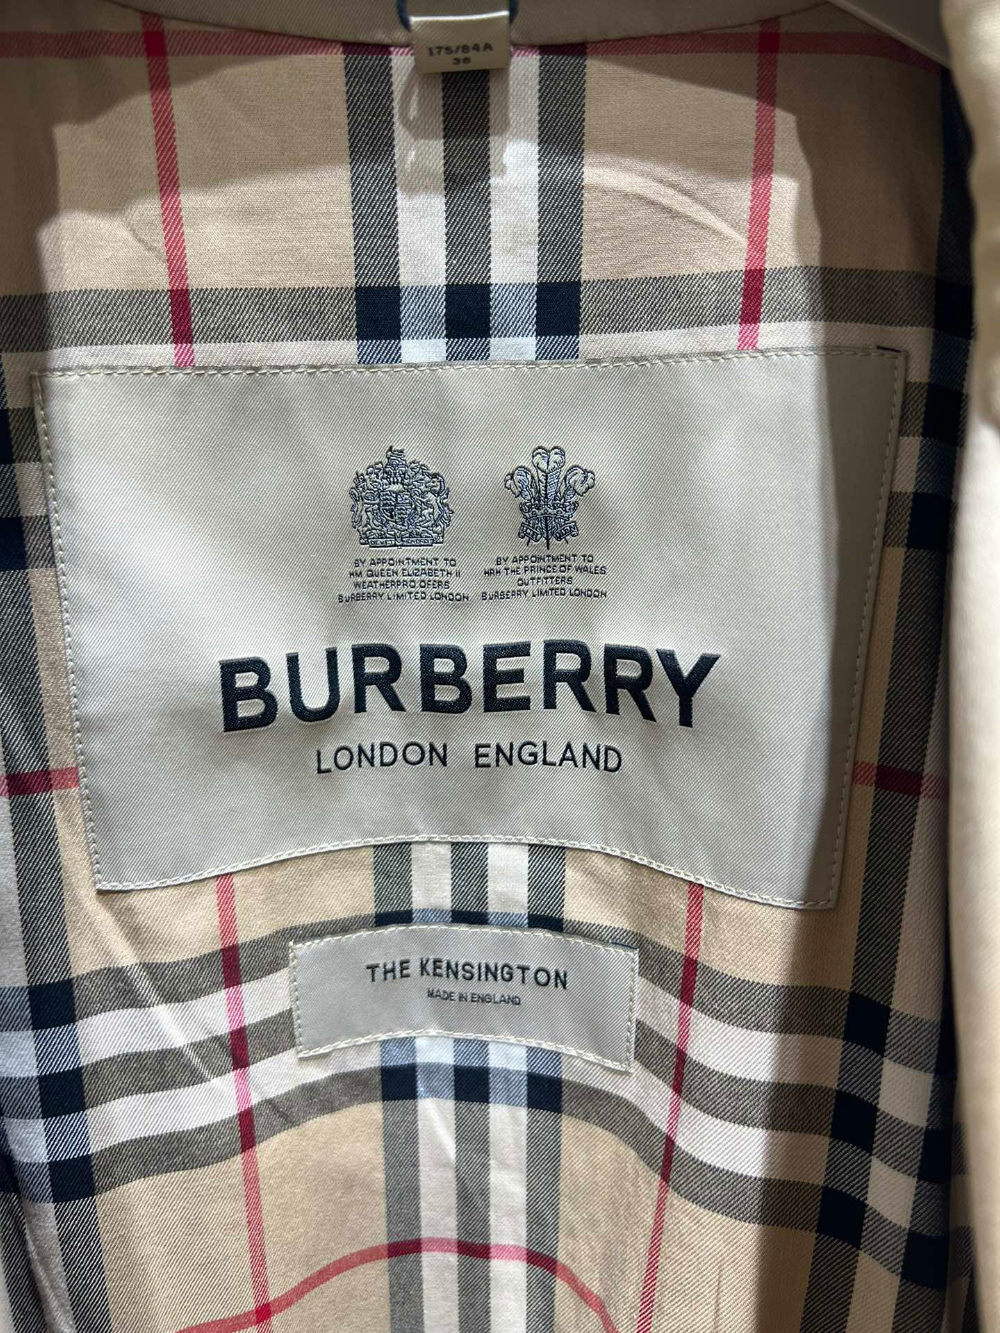 175/84A
38
BY APPOINTMENT TO
HM QUEEN ELIZABETH II
WEATHERPROOFERS
BURBERRY LIMITED LONDON
BY APPOINTMENT TO
HRH THE PRINCE OF WALES
OUTFITTERS
BURBERRY LIMITED LONDON
BURBERRY
LONDON ENGLAND
THE KENSINGTON
MADE IN ENGLAND